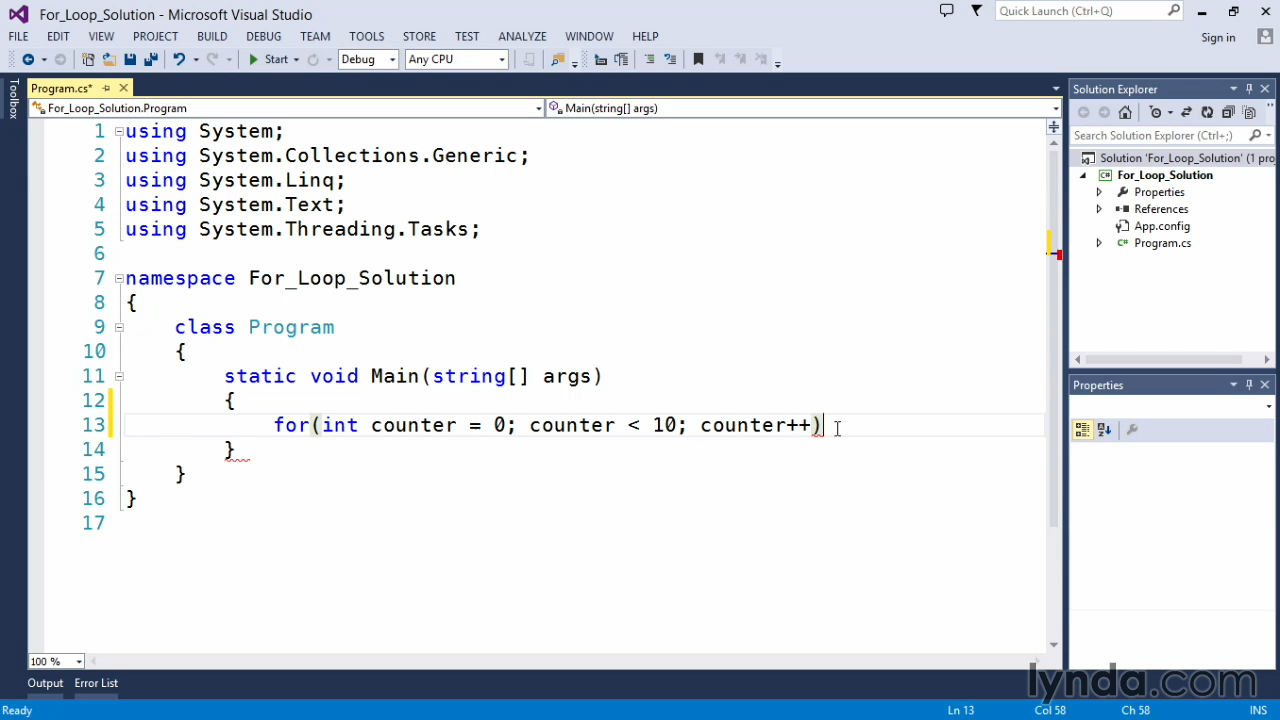 For_Loop_Solution - Microsoft Visual Studio
Quick Launch (Ctrl+Q)
FILE EDIT VIEW PROJECT BUILD DEBUG TEAM TOOLS STORE TEST ANALYZE WINDOW HELP
Sign in
Start Debug Any CPU
Toolbox
Program.cs*
For_Loop_Solution.Program
Main(string[] args)
1 using System;
2 using System.Collections.Generic;
3 using System.Linq;
4 using System.Text;
5 using System.Threading.Tasks;
6
7 namespace For_Loop_Solution
8 {
9 class Program
10 {
11 static void Main(string[] args)
12 {
13 for(int counter = 0; counter < 10; counter++)
14 }
15 }
16 }
17
100 %
Output Error List
Solution Explorer
Search Solution Explorer (Ctrl+;)
Solution 'For_Loop_Solution' (1 pro
For_Loop_Solution
Properties
References
App.config
Program.cs
Properties
lynda.com
Ready
Ln 13
Col 58
Ch 58
INS